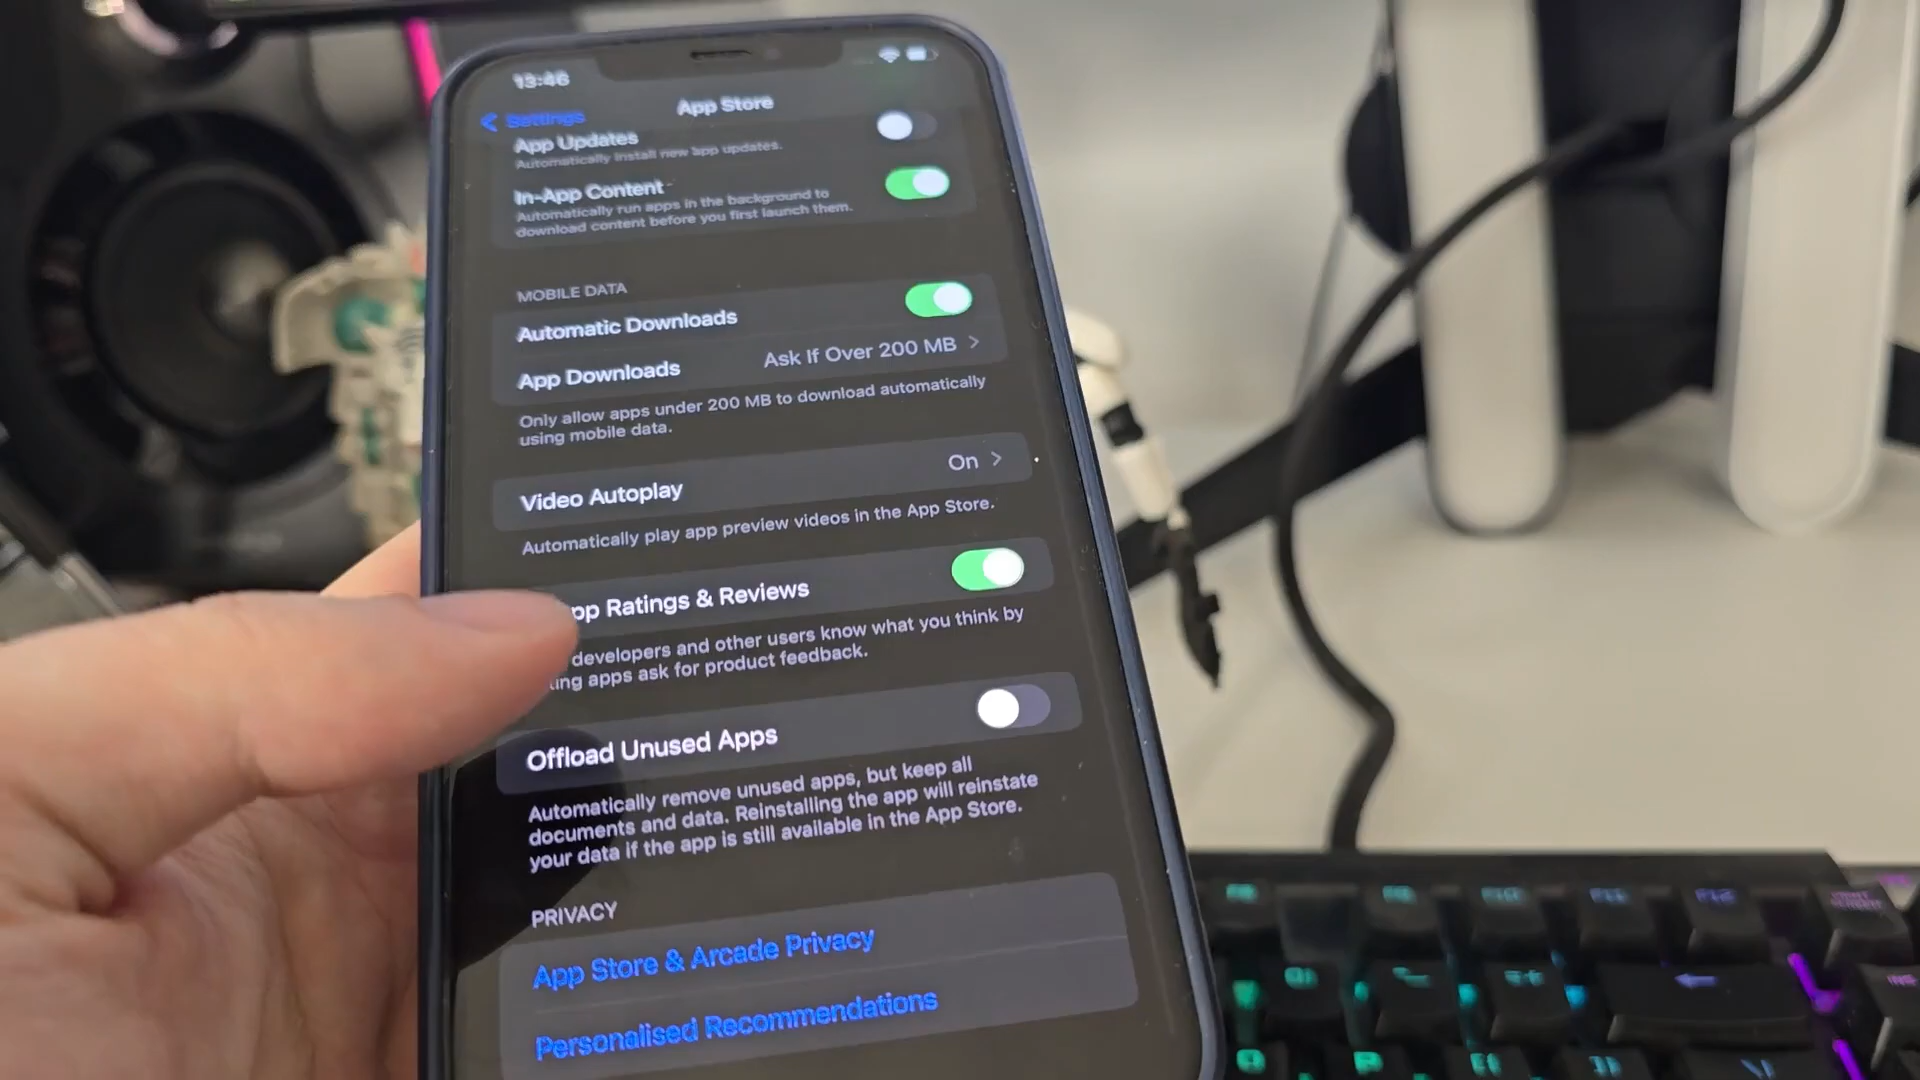 13:46
Settings
App Store
App Updates
Automatically install new app updates.
In-App Content
Automatically run apps in the background to
download content before you first launch them.
MOBILE DATA
Automatic Downloads
App Downloads
Ask If Over 200 MB
Only allow apps under 200 MB to download automatically
using mobile data.
Video Autoplay
On
Automatically play app preview videos in the App Store.
pp Ratings & Reviews
developers and other users know what you think by
ing apps ask for product feedback.
Offload Unused Apps
Automatically remove unused apps, but keep all
documents and data. Reinstalling the app will reinstate
your data if the app is still available in the App Store.
PRIVACY
App Store & Arcade Privacy
Personalised Recommendations